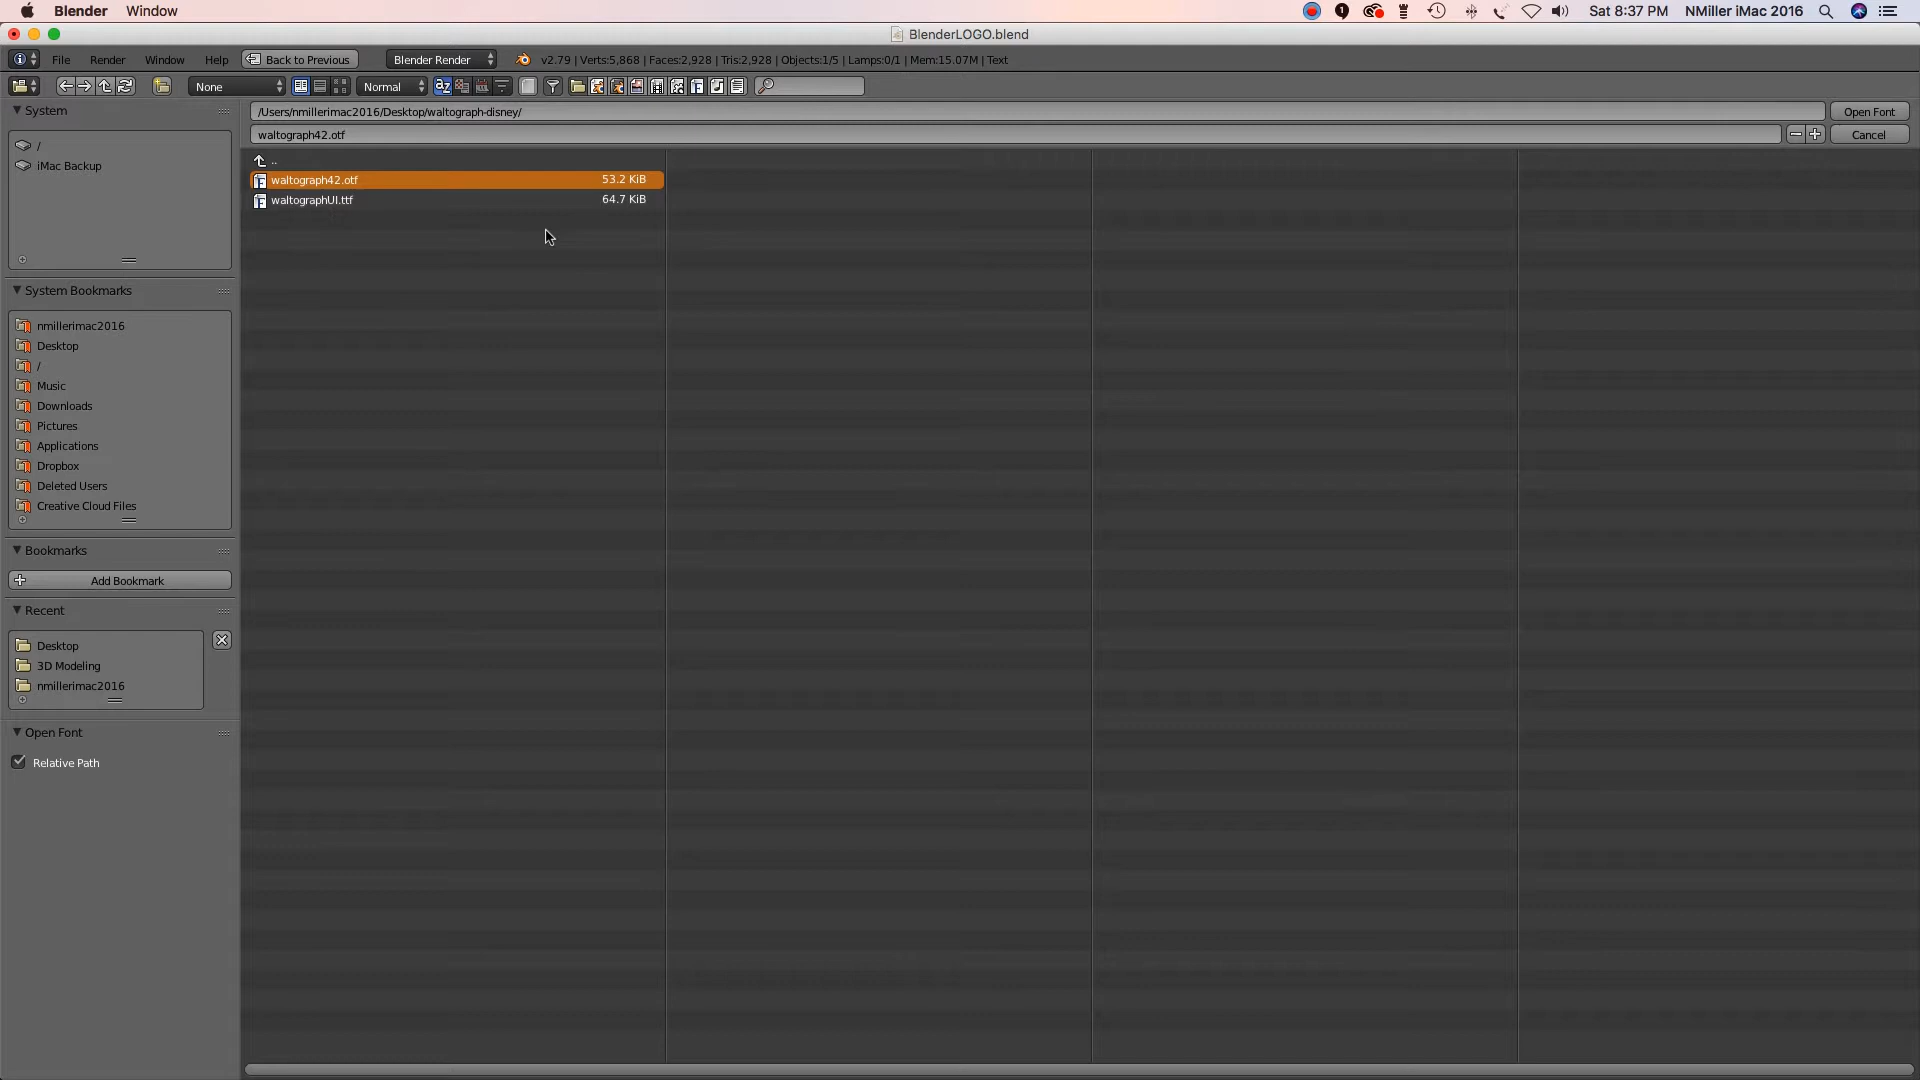 Blender Window Sat 8:37 PM NMiller iMac 2016
BlenderLOGO.blend
File Render Window Help Back to Previous Blender Render v2.79 | Verts:5,868 | Faces:2,928 | Tris:2,928 | Objects:1/5 | Lamps:0/1 | Mem:15.07M | Text
None Normal
System
/Users/nmillerimac2016/Desktop/waltograph-disney/ Open Font
waltograph42.otf Cancel
/
iMac Backup
..
waltograph42.otf 53.2 KiB
waltographUI.ttf 64.7 KiB
System Bookmarks
nmillerimac2016
Desktop
/
Music
Downloads
Pictures
Applications
Dropbox
Deleted Users
Creative Cloud Files
Bookmarks
Add Bookmark
Recent
Desktop
3D Modeling
nmillerimac2016
Open Font
Relative Path